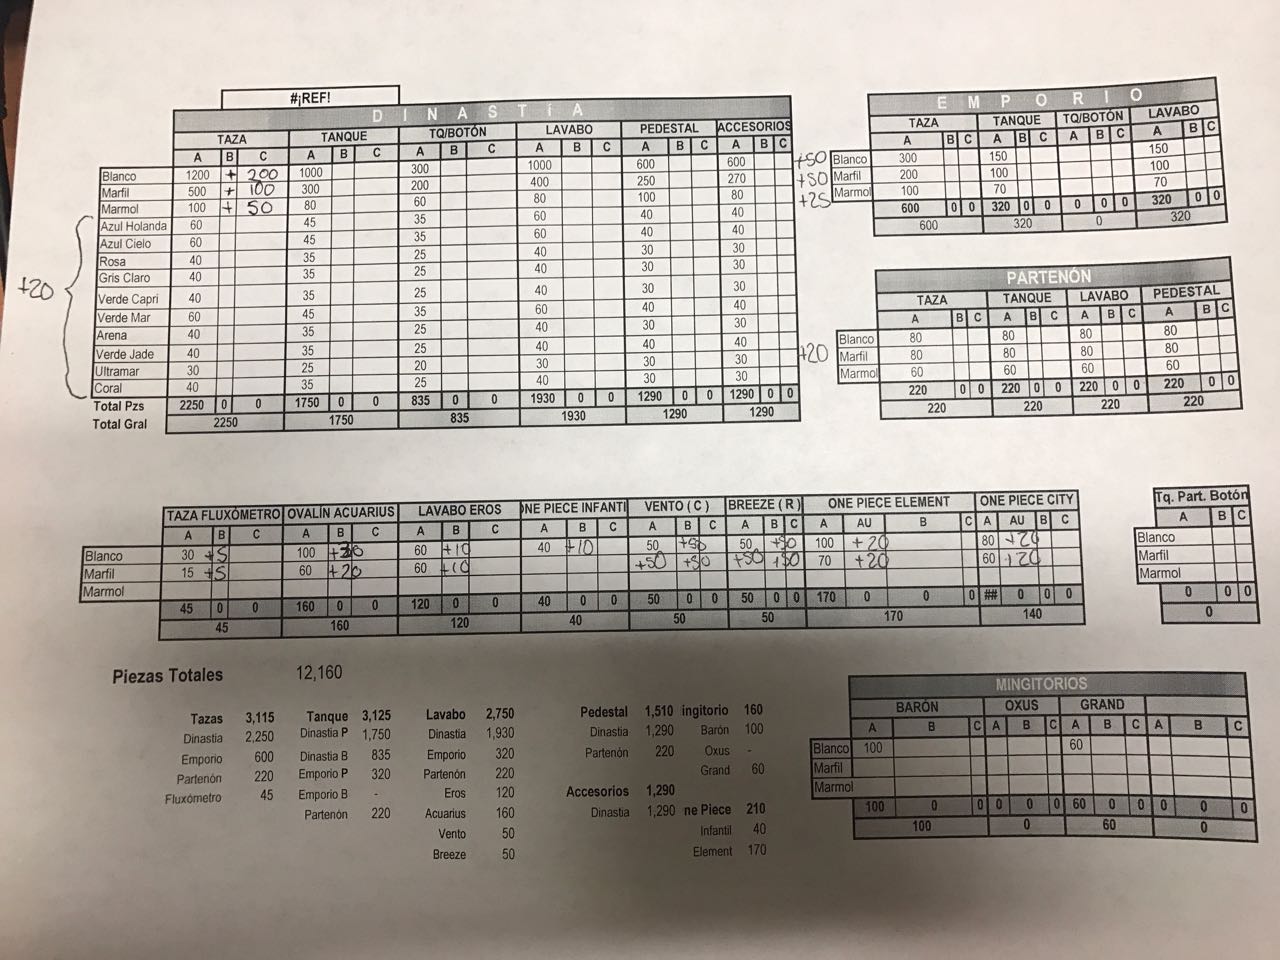 #¡REF!
DINASTíA
TAZA TANQUE TQ/BOTÓN LAVABO PEDESTAL ACCESORIOS
A B C A B C A B C A B C A B C A B C
Blanco 1200 + 200 1000 300 1000 600 600
Marfil 500 + 100 300 200 400 250 270
Marmol 100 + 50 80 60 80 100 80
Azul Holanda 60 45 35 60 40 40
Azul Cielo 60 45 35 60 40 40
Rosa 40 35 25 40 30 30
Gris Claro 40 35 25 40 30 30
+20
Verde Capri 40 35 25 40 30 30
Verde Mar 60 45 35 60 40 40
Arena 40 35 25 40 30 30
Verde Jade 40 35 25 40 40 40
Ultramar 30 25 20 30 30 30
Coral 40 35 25 40 30 30
Total Pzs 2250 0 0 1750 0 0 835 0 0 1930 0 0 1290 0 0 1290 0 0
Total Gral 2250 1750 835 1930 1290 1290
EMPORIO
TAZA TANQUE TQ/BOTÓN LAVABO
A B C A B C A B C A B C
+50 Blanco 300 150 150
+50 Marfil 200 100 100
+25 Marmol 100 70 70
600 0 0 320 0 0 0 0 0 320 0 0
600 320 0 320
PARTENÓN
TAZA TANQUE LAVABO PEDESTAL
A B C A B C A B C A B C
Blanco 80 80 80 80
+20 Marfil 80 80 80 80
Marmol 60 60 60 60
220 0 0 220 0 0 220 0 0 220 0 0
220 220 220 220
TAZA FLUXÓMETRO OVALÍN ACUARIUS LAVABO EROS ONE PIECE INFANTI VENTO ( C ) BREEZE ( R ) ONE PIECE ELEMENT ONE PIECE CITY
A B C A B C A B C A B C A B C A B C A AU B C A AU B C
Blanco 30 +5 100 +20 60 +10 40 +10 50 +50 50 +50 100 +20 80 +20
Marfil 15 +5 60 +20 60 +10 +50 +50 +50 +50 70 +20 60 +20
Marmol
45 0 0 160 0 0 120 0 0 40 0 0 50 0 0 50 0 0 170 0 0 0 ## 0 0 0
45 160 120 40 50 50 170 140
Tq. Part. Botón
A B C
Blanco
Marfil
Marmol
0 0 0
0
Piezas Totales 12,160
Tazas 3,115
Dinastia 2,250
Emporio 600
Partenón 220
Fluxómetro 45
Tanque 3,125
Dinastia P 1,750
Dinastia B 835
Emporio P 320
Emporio B -
Partenón 220
Lavabo 2,750
Dinastia 1,930
Emporio 320
Partenón 220
Eros 120
Acuarius 160
Vento 50
Breeze 50
Pedestal 1,510
Dinastia 1,290
Partenón 220
Accesorios 1,290
Dinastia 1,290
ingitorio 160
Barón 100
Oxus -
Grand 60
ne Piece 210
Infantil 40
Element 170
MINGITORIOS
BARÓN OXUS GRAND
A B C A B C A B C A B C
Blanco 100 60
Marfil
Marmol
100 0 0 0 0 0 60 0 0 0 0 0
100 0 60 0